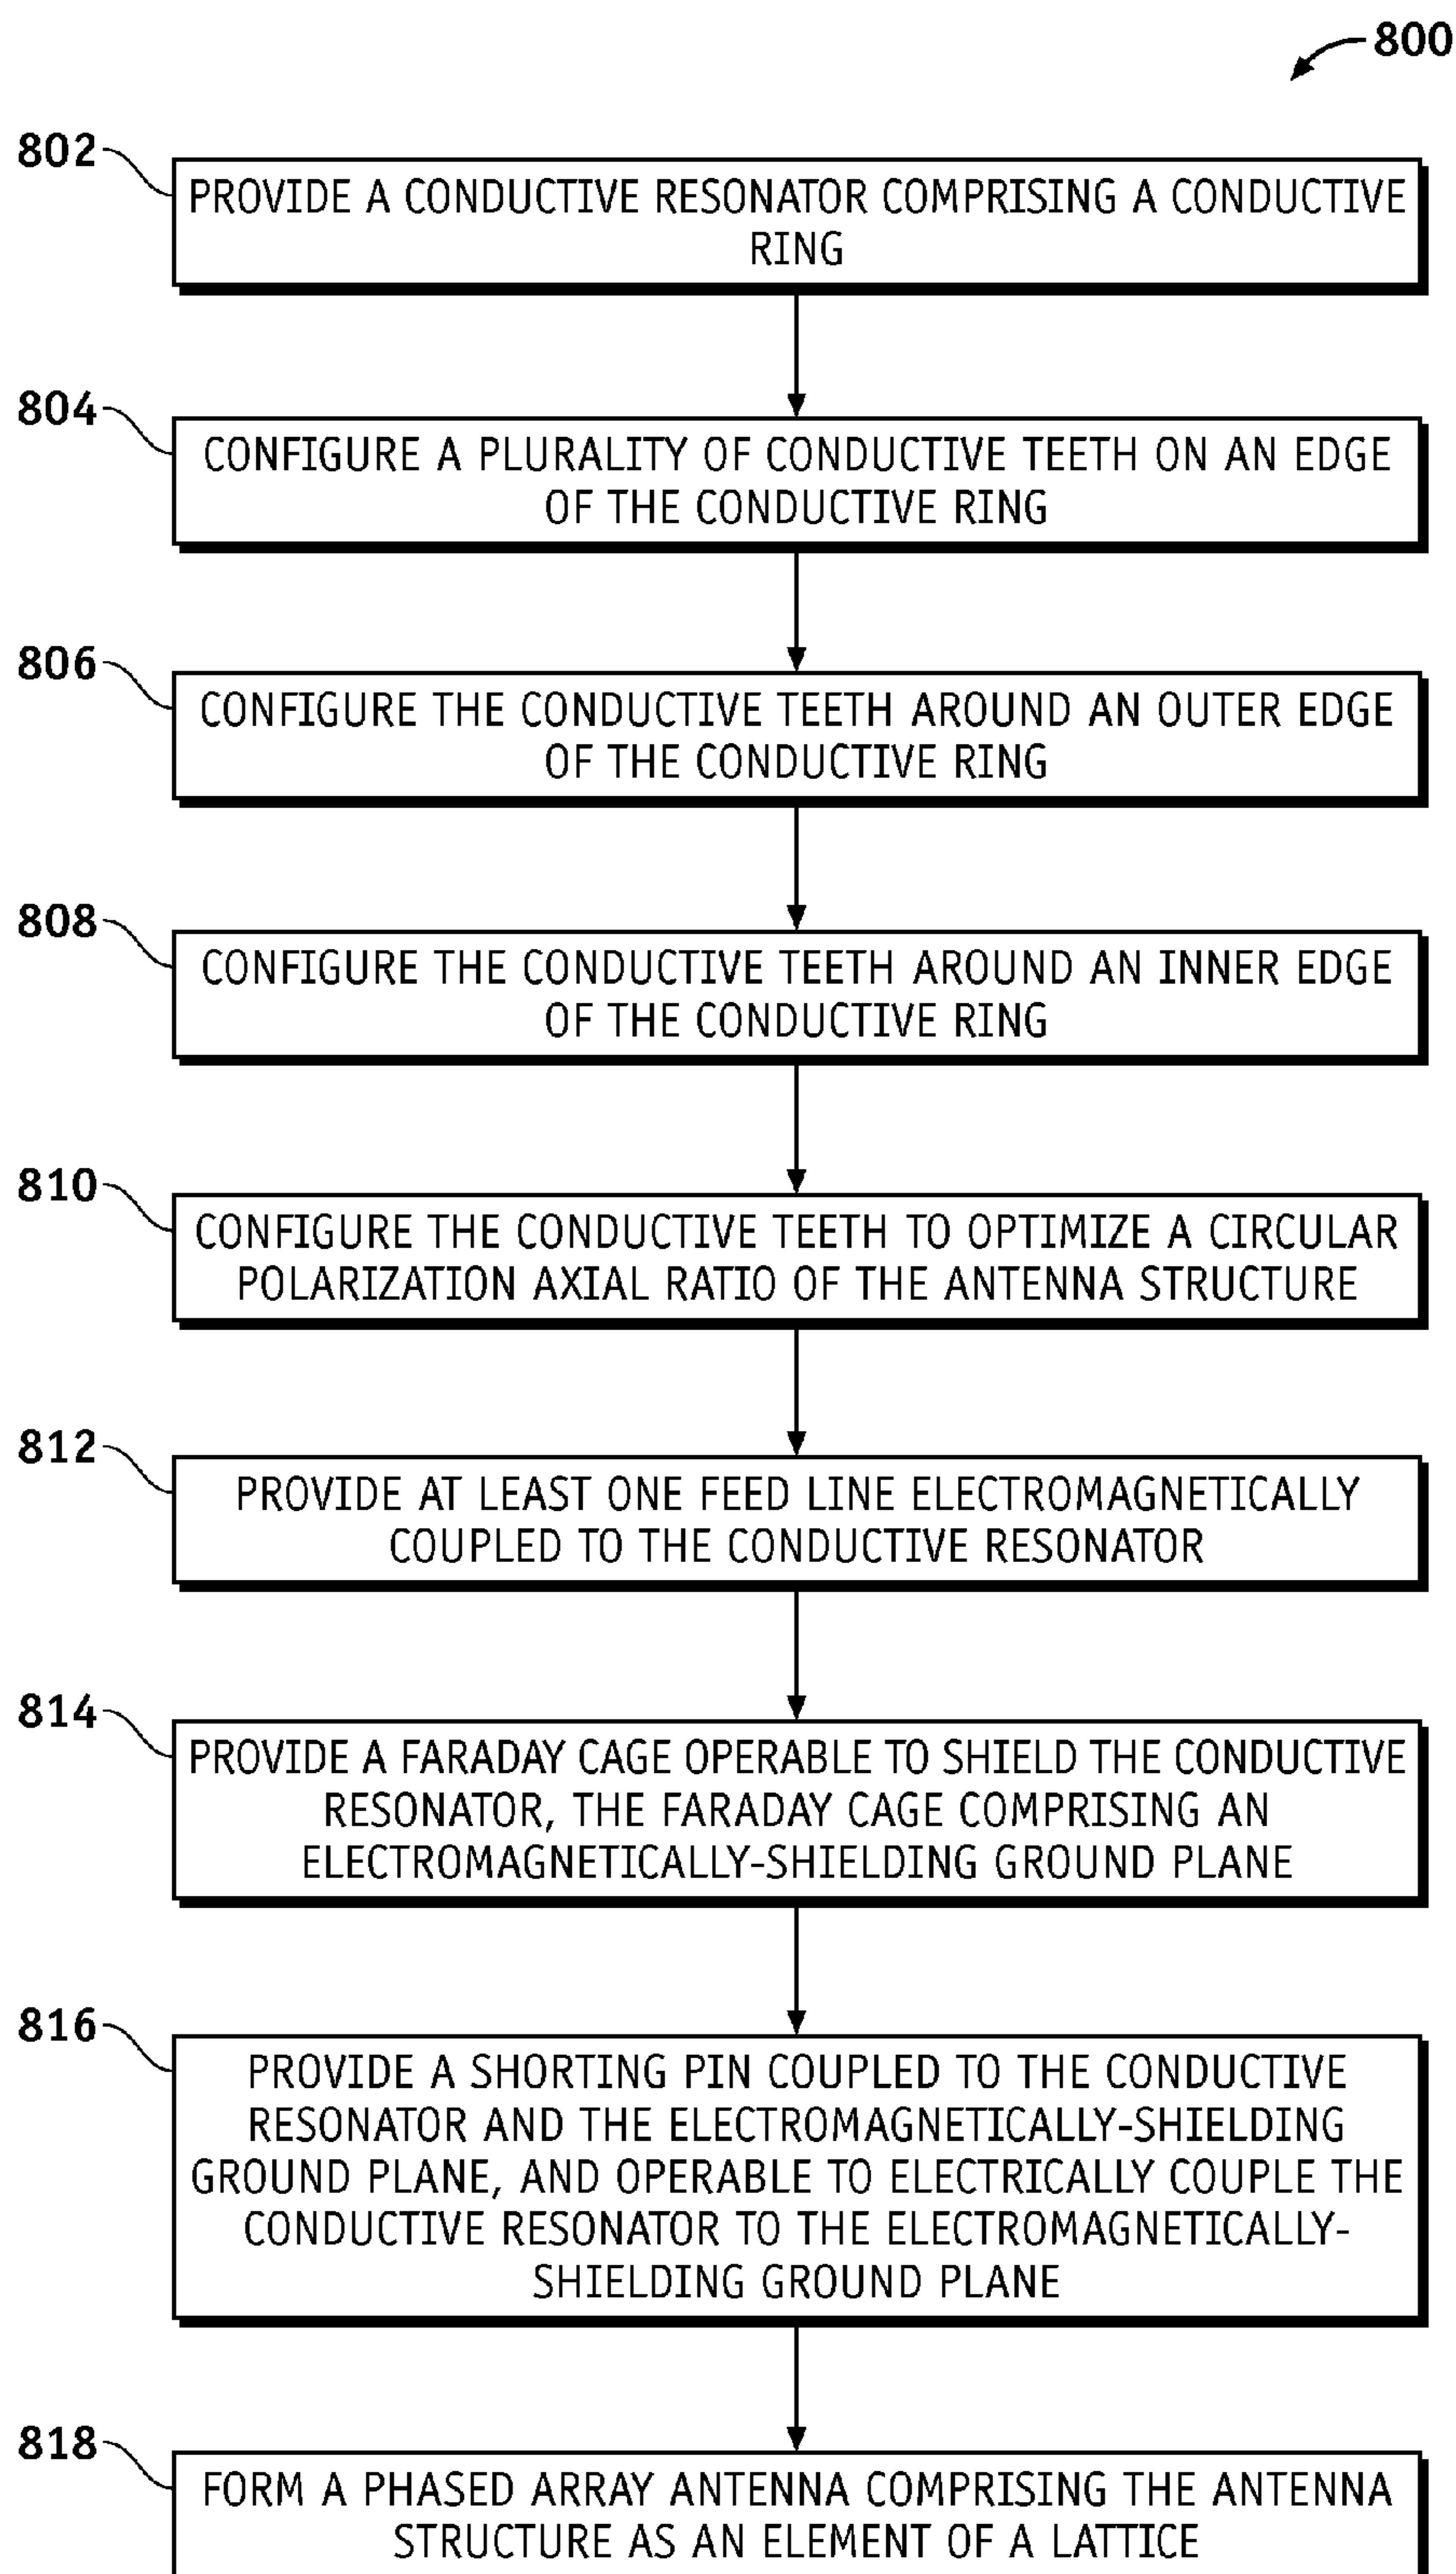 800
802
PROVIDE A CONDUCTIVE RESONATOR COMPRISING A CONDUCTIVE
RING
804
CONFIGURE A PLURALITY OF CONDUCTIVE TEETH ON AN EDGE
OF THE CONDUCTIVE RING
806
CONFIGURE THE CONDUCTIVE TEETH AROUND AN OUTER EDGE
OF THE CONDUCTIVE RING
808
CONFIGURE THE CONDUCTIVE TEETH AROUND AN INNER EDGE
OF THE CONDUCTIVE RING
810
CONFIGURE THE CONDUCTIVE TEETH TO OPTIMIZE A CIRCULAR
POLARIZATION AXIAL RATIO OF THE ANTENNA STRUCTURE
812
PROVIDE AT LEAST ONE FEED LINE ELECTROMAGNETICALLY
COUPLED TO THE CONDUCTIVE RESONATOR
814
PROVIDE A FARADAY CAGE OPERABLE TO SHIELD THE CONDUCTIVE
RESONATOR, THE FARADAY CAGE COMPRISING AN
ELECTROMAGNETICALLY-SHIELDING GROUND PLANE
816
PROVIDE A SHORTING PIN COUPLED TO THE CONDUCTIVE
RESONATOR AND THE ELECTROMAGNETICALLY-SHIELDING
GROUND PLANE, AND OPERABLE TO ELECTRICALLY COUPLE THE
CONDUCTIVE RESONATOR TO THE ELECTROMAGNETICALLY-
SHIELDING GROUND PLANE
818
FORM A PHASED ARRAY ANTENNA COMPRISING THE ANTENNA
STRUCTURE AS AN ELEMENT OF A LATTICE